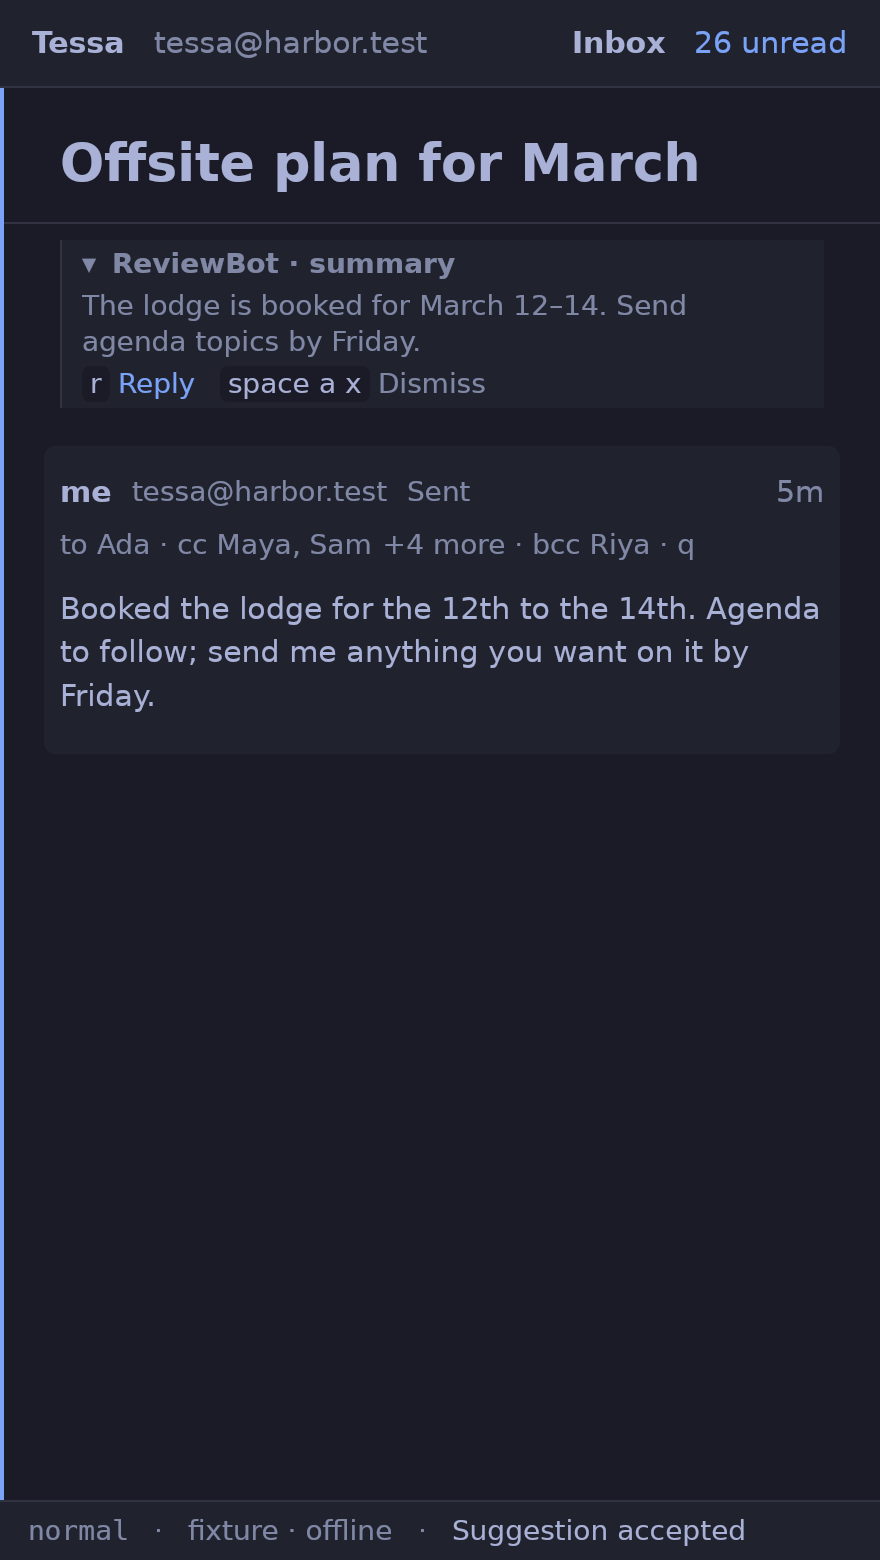 Tessa tessa@harbor.test Inbox 26 unread
Offsite plan for March
▼ ReviewBot · summary
The lodge is booked for March 12–14. Send
agenda topics by Friday.
r Reply space a x Dismiss
me tessa@harbor.test Sent 5m
to Ada · cc Maya, Sam +4 more · bcc Riya · q
Booked the lodge for the 12th to the 14th. Agenda
to follow; send me anything you want on it by
Friday.
normal · fixture · offline · Suggestion accepted